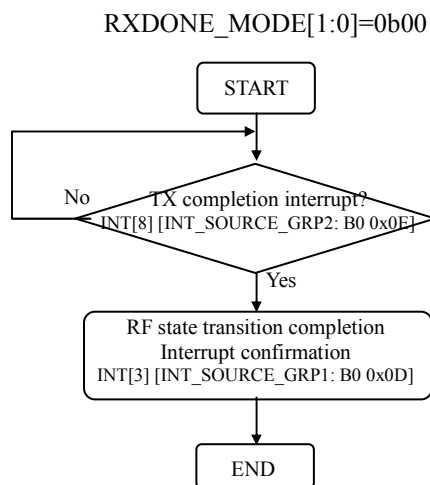 RXDONE_MODE[1:0]=0b00
START
No
TX completion interrupt?
INT[8] [INT_SOURCE_GRP2: B0 0x0E]
Yes
RF state transition completion
Interrupt confirmation
INT[3] [INT_SOURCE_GRP1: B0 0x0D]
END